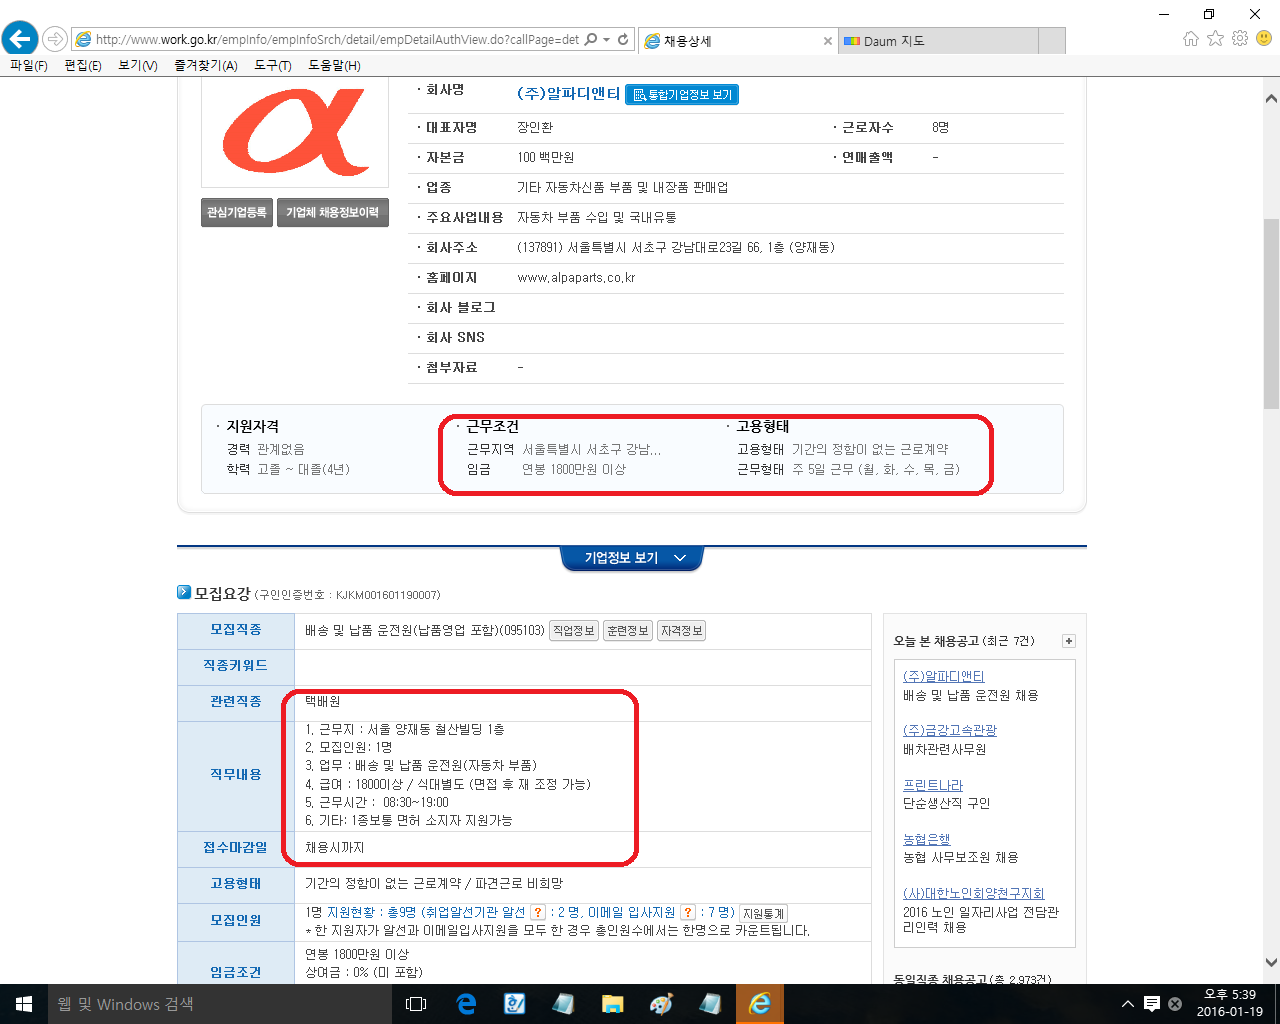 http://www.work.go.kr/empInfo/empInfoSrch/detail/empDetailAuthView.do?callPage=det
채용상세
Daum 지도
파일(F) 편집(E) 보기(V) 즐겨찾기(A) 도구(T) 도움말(H)
α
관심기업등록 기업체 채용정보이력
· 회사명 (주)알파디앤티 통합기업정보 보기
· 대표자명 장인환 · 근로자수 8명
· 자본금 100 백만원 · 연매출액 -
· 업종 기타 자동차신품 부품 및 내장품 판매업
· 주요사업내용 자동차 부품 수입 및 국내유통
· 회사주소 (137891) 서울특별시 서초구 강남대로23길 66, 1층 (양재동)
· 홈페이지 www.alpaparts.co.kr
· 회사 블로그
· 회사 SNS
· 첨부자료 -
· 지원자격 · 근무조건 · 고용형태
경력 관계없음 근무지역 서울특별시 서초구 강남... 고용형태 기간의 정함이 없는 근로계약
학력 고졸 ~ 대졸(4년) 임금 연봉 1800만원 이상 근무형태 주 5일 근무 (월, 화, 수, 목, 금)
기업정보 보기
모집요강 (구인인증번호 : KJKM001601190007)
모집직종 배송 및 납품 운전원(납품영업 포함)(095103) 직업정보 훈련정보 자격정보
직종키워드
관련직종 택배원
직무내용
1. 근무지 : 서울 양재동 철산빌딩 1층
2. 모집인원: 1명
3. 업무 : 배송 및 납품 운전원(자동차 부품)
4. 급여 : 1800이상 / 식대별도 (면접 후 재 조정 가능)
5. 근무시간 : 08:30~19:00
6. 기타: 1종보통 면허 소지자 지원가능
접수마감일 채용시까지
고용형태 기간의 정함이 없는 근로계약 / 파견근로 비희망
모집인원 1명 지원현황 : 총9명 (취업알선기관 알선 ? : 2 명, 이메일 입사지원 ? : 7 명) 지원통계
* 한 지원자가 알선과 이메일입사지원을 모두 한 경우 총인원수에서는 한명으로 카운트됩니다.
임금조건 연봉 1800만원 이상
상여금 : 0% (미 포함)
오늘 본 채용공고 (최근 7건) +
(주)알파디앤티
배송 및 납품 운전원 채용
(주)금강고속관광
배차관련사무원
프린트나라
단순생산직 구인
농협은행
농협 사무보조원 채용
(사)대한노인회양천구지회
2016 노인 일자리사업 전담관
리인력 채용
동일직종 채용공고 (총 2,973건)
웹 및 Windows 검색
오후 5:39
2016-01-19